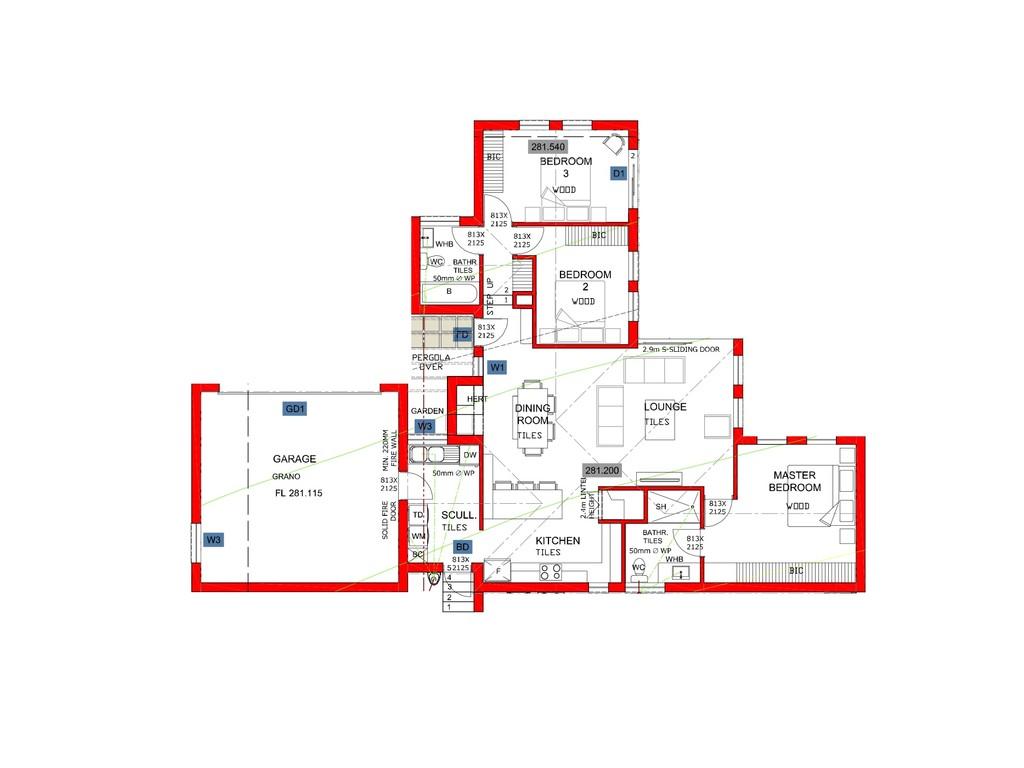 281.540
BIC
BEDROOM
3
WOOD
2
D1
813X
2125
813X
2125
813X
2125
WHB
WC
BATHR.
TILES
50mm Ø WP
B
BIC
BEDROOM
2
WOOD
STEP UP
2
1
813X
2125
FD
PERGOLA
OVER
W1
2.9m S-SLIDING DOOR
HERT
GARDEN
W3
DINING
ROOM
TILES
LOUNGE
TILES
GD1
GARAGE
GRANO
FL 281.115
MIN. 220MM
FIRE WALL
813X
2125
SOLID FIRE
DOOR
W3
DW
50mm Ø WP
SCULL.
TILES
TD
WM
BC
BD
813X
2125
5
4
3
2
1
281.200
2.4m LINTEL
HEIGHT
KITCHEN
TILES
F
SH
BATHR.
TILES
50mm Ø WP
WC
WHB
813X
2125
813X
2125
MASTER
BEDROOM
WOOD
BIC